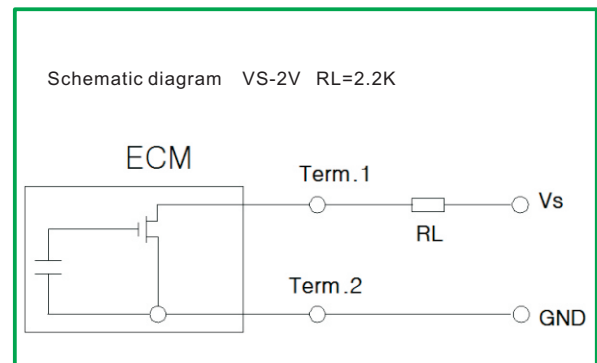 Schematic diagram VS-2V RL=2.2K
ECM
Term.1
Vs
RL
Term.2
GND